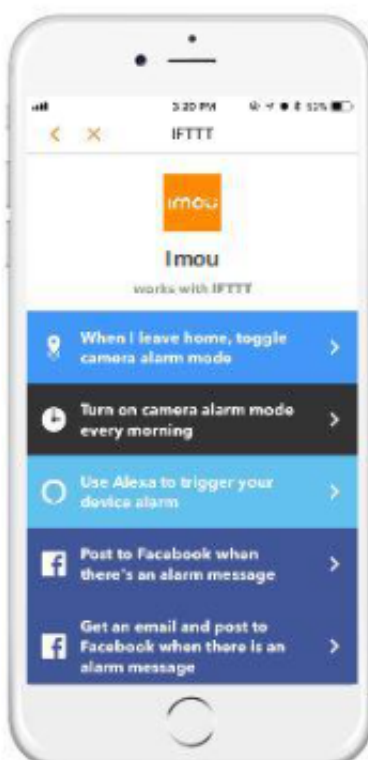 3:20 PM 53%
IFTTT
imou
Imou
works with IFTTT
When I leave home, toggle
camera alarm mode
Turn on camera alarm mode
every morning
Use Alexa to trigger your
device alarm
Post to Facebook when
there's an alarm message
Get an email and post to
Facebook when there is an
alarm message